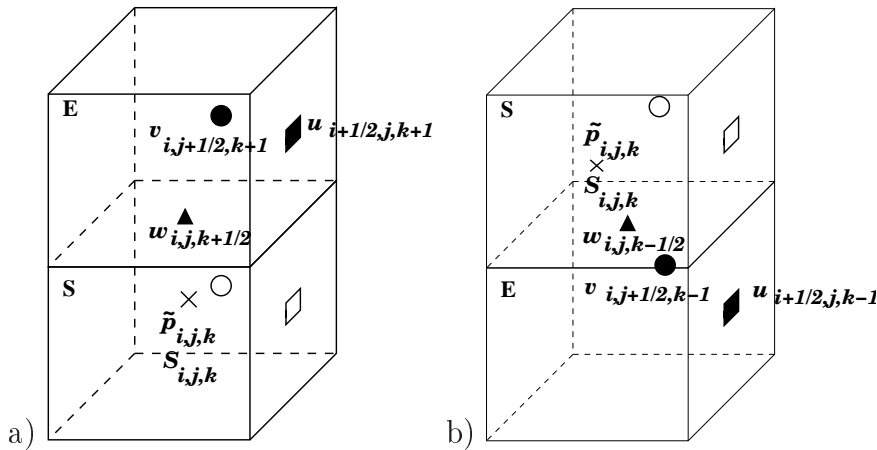 E
v i,j+1/2,k+1
u i+1/2,j,k+1
w i,j,k+1/2
S
p̃ i,j,k
S i,j,k
a)
S
p̃ i,j,k
S i,j,k
w i,j,k−1/2
E
v i,j+1/2,k−1
u i+1/2,j,k−1
b)